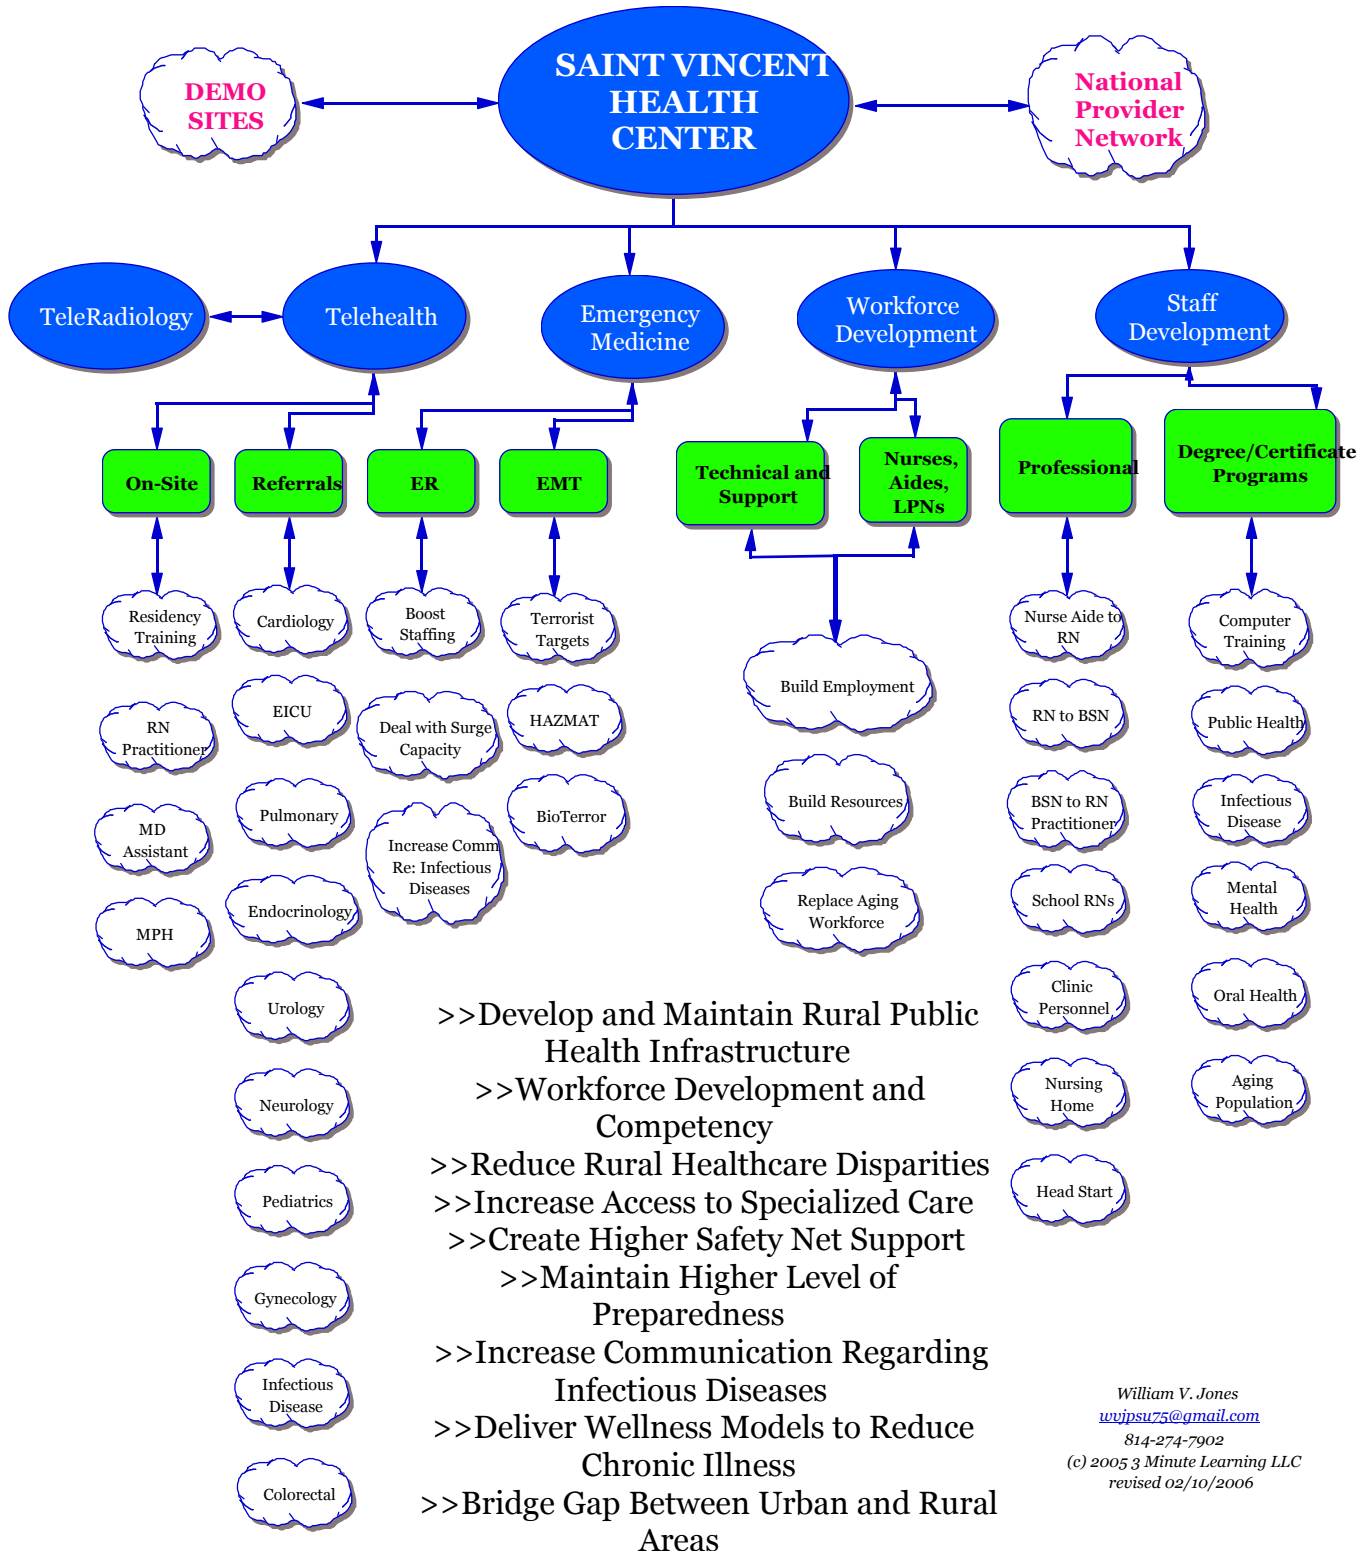 SAINT VINCENT
HEALTH
CENTER
DEMO
SITES
National
Provider
Network
TeleRadiology
Telehealth
Emergency
Medicine
Workforce
Development
Staff
Development
On-Site
Referrals
ER
EMT
Technical and
Support
Nurses,
Aides,
LPNs
Professional
Degree/Certificate
Programs
Residency
Training
RN
Practitioner
MD
Assistant
MPH
Cardiology
EICU
Pulmonary
Endocrinology
Urology
Neurology
Pediatrics
Gynecology
Infectious
Disease
Colorectal
Boost
Staffing
Deal with Surge
Capacity
Increase Comm
Re: Infectious
Diseases
Terrorist
Targets
HAZMAT
BioTerror
Build Employment
Build Resources
Replace Aging
Workforce
Nurse Aide to
RN
RN to BSN
BSN to RN
Practitioner
School RNs
Clinic
Personnel
Nursing
Home
Head Start
Computer
Training
Public Health
Infectious
Disease
Mental
Health
Oral Health
Aging
Population
>>Develop and Maintain Rural Public
Health Infrastructure
>>Workforce Development and
Competency
>>Reduce Rural Healthcare Disparities
>>Increase Access to Specialized Care
>>Create Higher Safety Net Support
>>Maintain Higher Level of
Preparedness
>>Increase Communication Regarding
Infectious Diseases
>>Deliver Wellness Models to Reduce
Chronic Illness
>>Bridge Gap Between Urban and Rural
Areas
William V. Jones
wvjpsu75@gmail.com
814-274-7902
(c) 2005 3 Minute Learning LLC
revised 02/10/2006